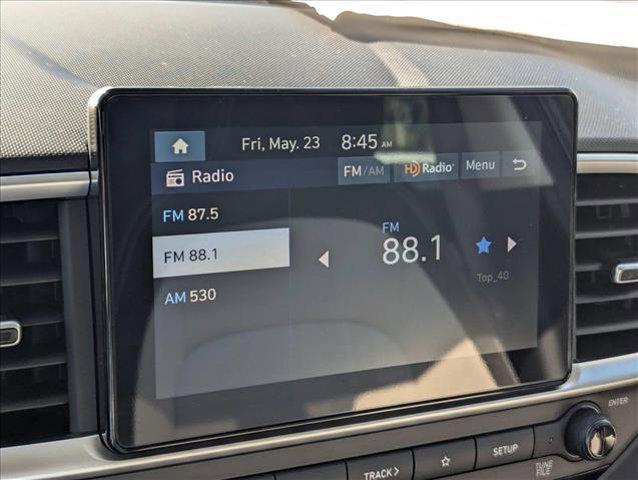 Fri, May. 23 8:45 AM
Radio FM/AM HD Radio Menu
FM 87.5
FM 88.1
AM 530
FM
88.1
Top_40
ENTER
TRACK > SETUP
TUNE
FILE